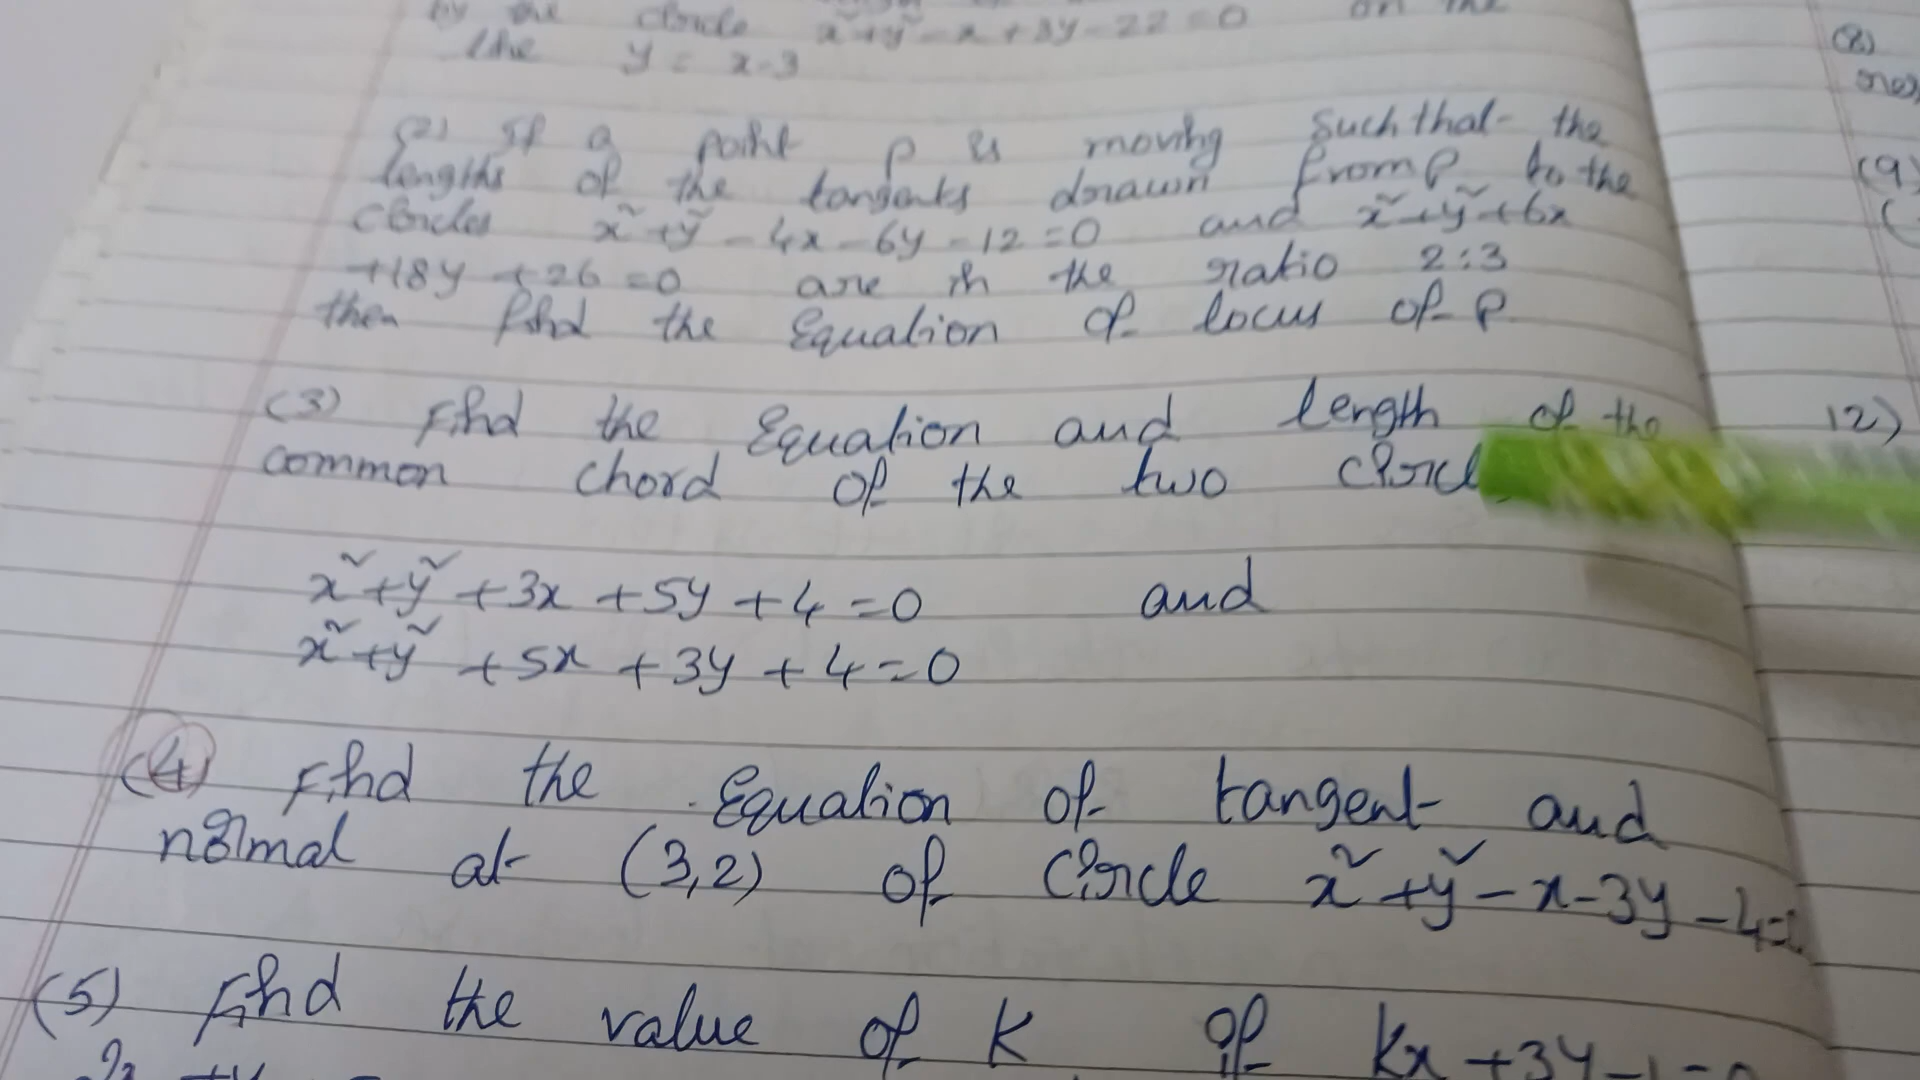 by the circle x²+y²-x+3y-22=0 on the
line y = x-3
(2) If a point P is moving such that the
lengths of the tangents drawn from P to the
circles x²+y²-4x-6y-12=0 and x²+y²+6x
+18y+26=0 are in the ratio 2:3
then find the Equation of locus of P
(3) Find the Equation and length of the
common chord of the two
x²+y²+3x+5y+4=0 and
x²+y²+5x+3y+4=0
(4) Find the Equation of tangent and
normal at (3,2) of circle x²+y²-x-3y-4=
(5) Find the value of K if Kx+3y-1=0
(8)
(9)
12)